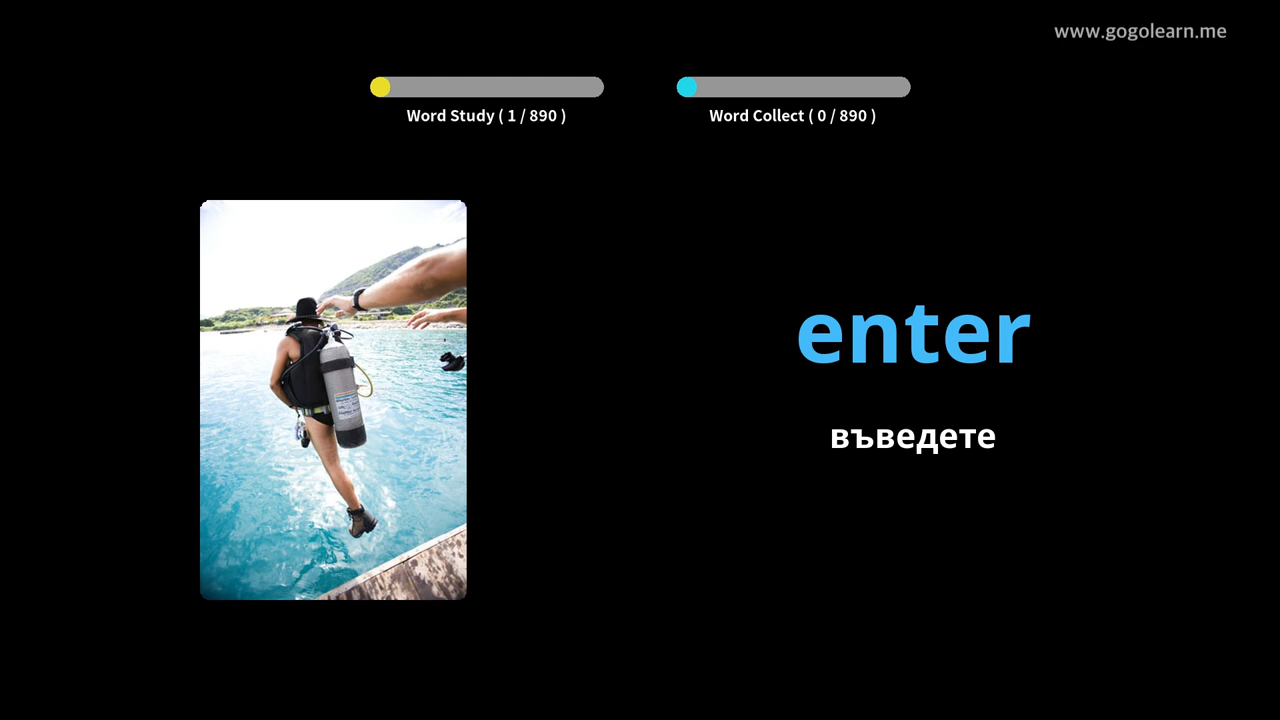 www.gogolearn.me
Word Study ( 1 / 890 )
Word Collect ( 0 / 890 )
enter
въведете